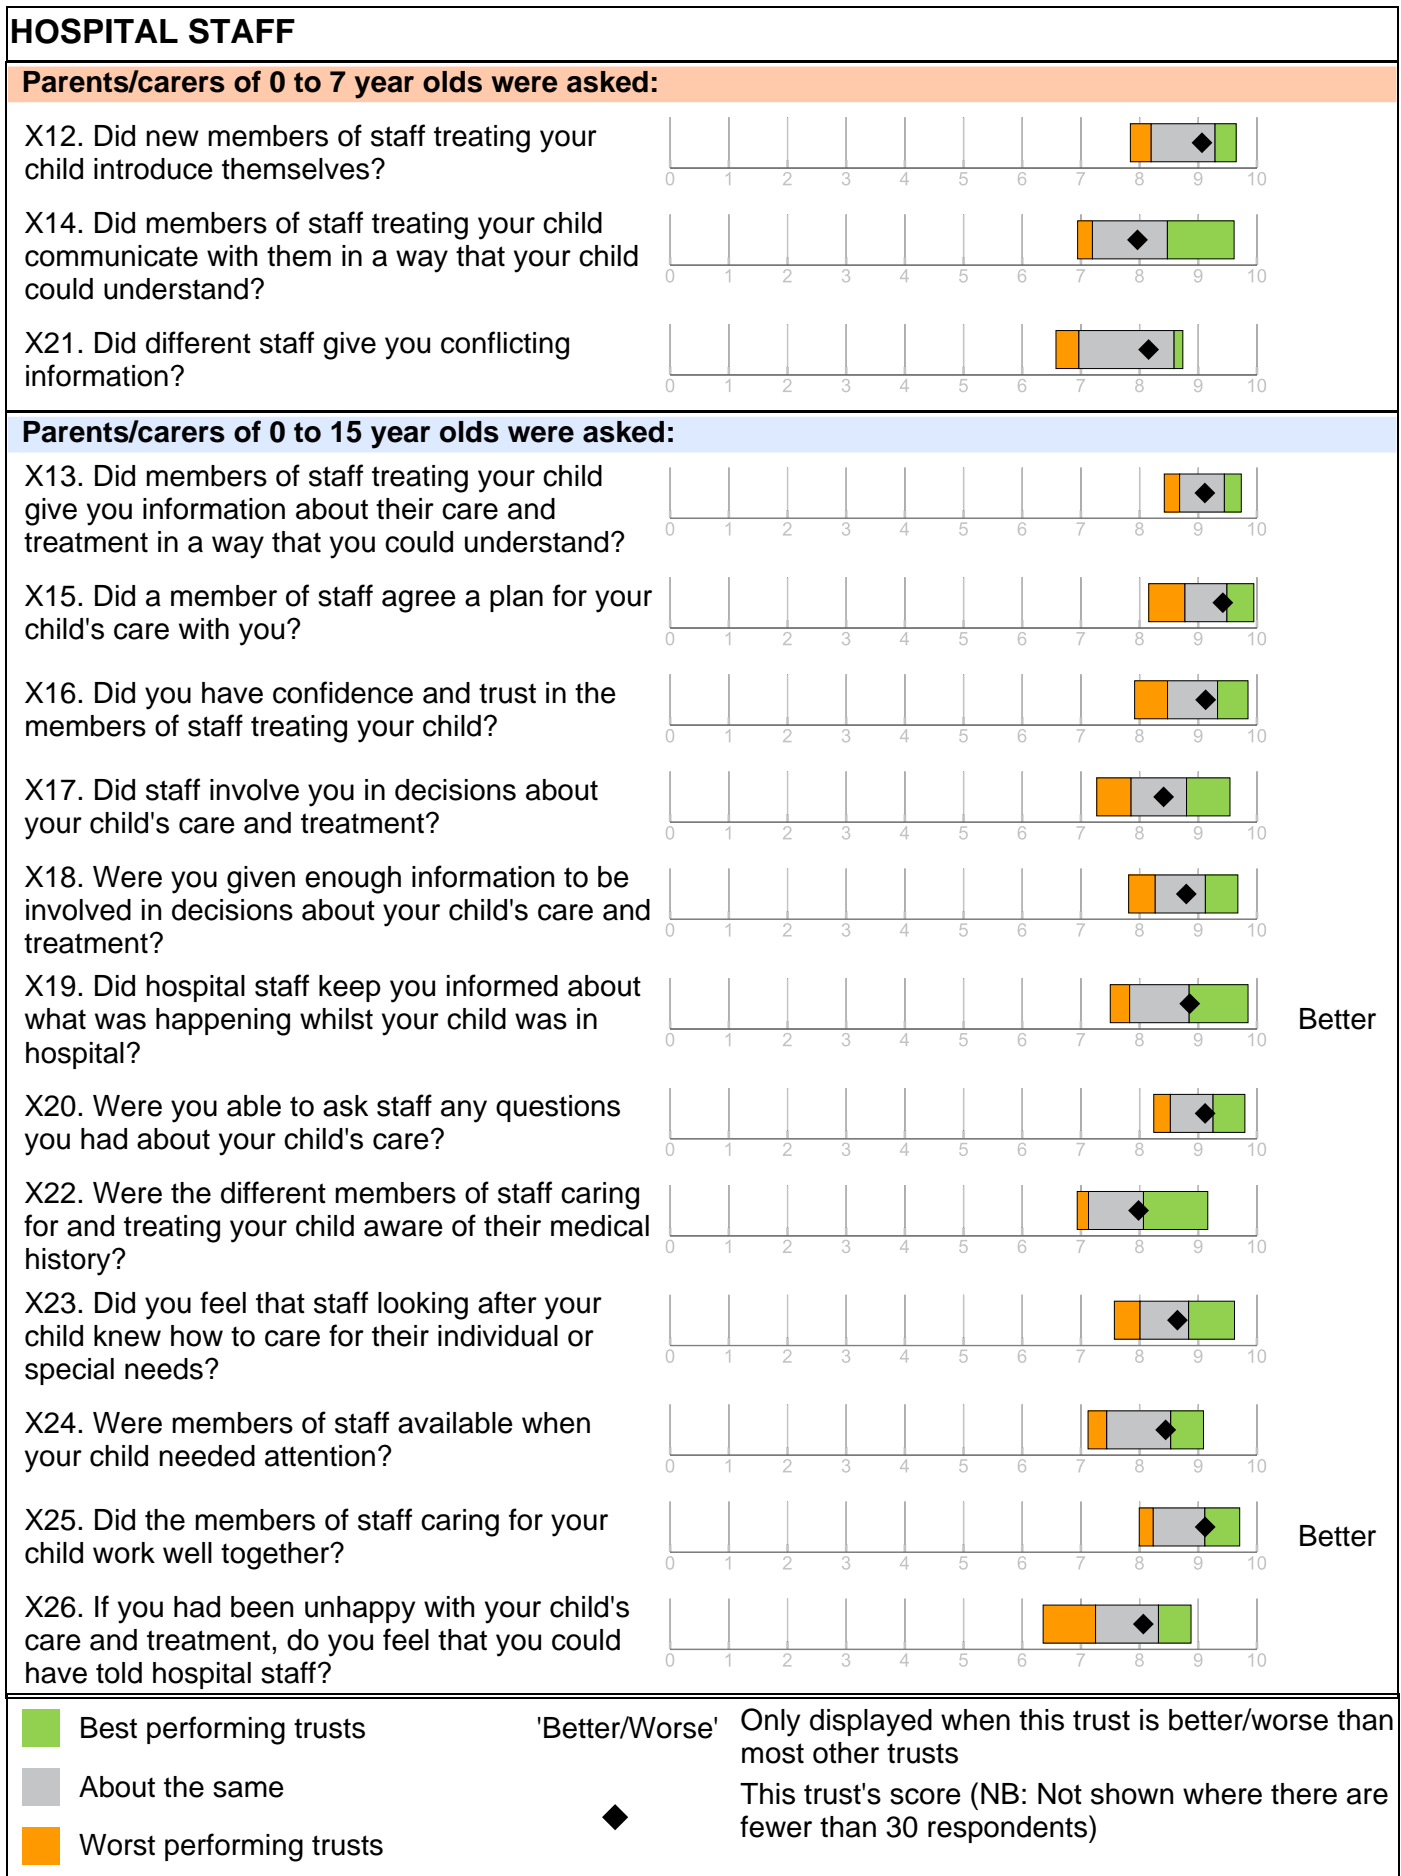 HOSPITAL STAFF
Parents/carers of 0 to 7 year olds were asked:
X12. Did new members of staff treating your
child introduce themselves?
0 1 2 3 4 5 6 7 8 9 10
X14. Did members of staff treating your child
communicate with them in a way that your child
could understand?
0 1 2 3 4 5 6 7 8 9 10
X21. Did different staff give you conflicting
information?
0 1 2 3 4 5 6 7 8 9 10
Parents/carers of 0 to 15 year olds were asked:
X13. Did members of staff treating your child
give you information about their care and
treatment in a way that you could understand?
0 1 2 3 4 5 6 7 8 9 10
X15. Did a member of staff agree a plan for your
child's care with you?
0 1 2 3 4 5 6 7 8 9 10
X16. Did you have confidence and trust in the
members of staff treating your child?
0 1 2 3 4 5 6 7 8 9 10
X17. Did staff involve you in decisions about
your child's care and treatment?
0 1 2 3 4 5 6 7 8 9 10
X18. Were you given enough information to be
involved in decisions about your child's care and
treatment?
0 1 2 3 4 5 6 7 8 9 10
X19. Did hospital staff keep you informed about
what was happening whilst your child was in
hospital?
0 1 2 3 4 5 6 7 8 9 10
Better
X20. Were you able to ask staff any questions
you had about your child's care?
0 1 2 3 4 5 6 7 8 9 10
X22. Were the different members of staff caring
for and treating your child aware of their medical
history?
0 1 2 3 4 5 6 7 8 9 10
X23. Did you feel that staff looking after your
child knew how to care for their individual or
special needs?
0 1 2 3 4 5 6 7 8 9 10
X24. Were members of staff available when
your child needed attention?
0 1 2 3 4 5 6 7 8 9 10
X25. Did the members of staff caring for your
child work well together?
0 1 2 3 4 5 6 7 8 9 10
Better
X26. If you had been unhappy with your child's
care and treatment, do you feel that you could
have told hospital staff?
0 1 2 3 4 5 6 7 8 9 10
Best performing trusts
About the same
Worst performing trusts
'Better/Worse'
Only displayed when this trust is better/worse than
most other trusts
This trust's score (NB: Not shown where there are
fewer than 30 respondents)